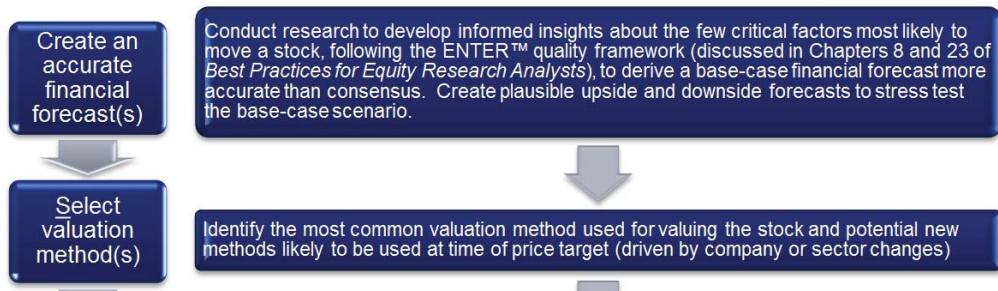 Create an
accurate
financial
forecast(s)
Conduct research to develop informed insights about the few critical factors most likely to
move a stock, following the ENTER™ quality framework (discussed in Chapters 8 and 23 of
Best Practices for Equity Research Analysts), to derive a base-case financial forecast more
accurate than consensus. Create plausible upside and downside forecasts to stress test
the base-case scenario.
Select
valuation
method(s)
Identify the most common valuation method used for valuing the stock and potential new
methods likely to be used at time of price target (driven by company or sector changes)